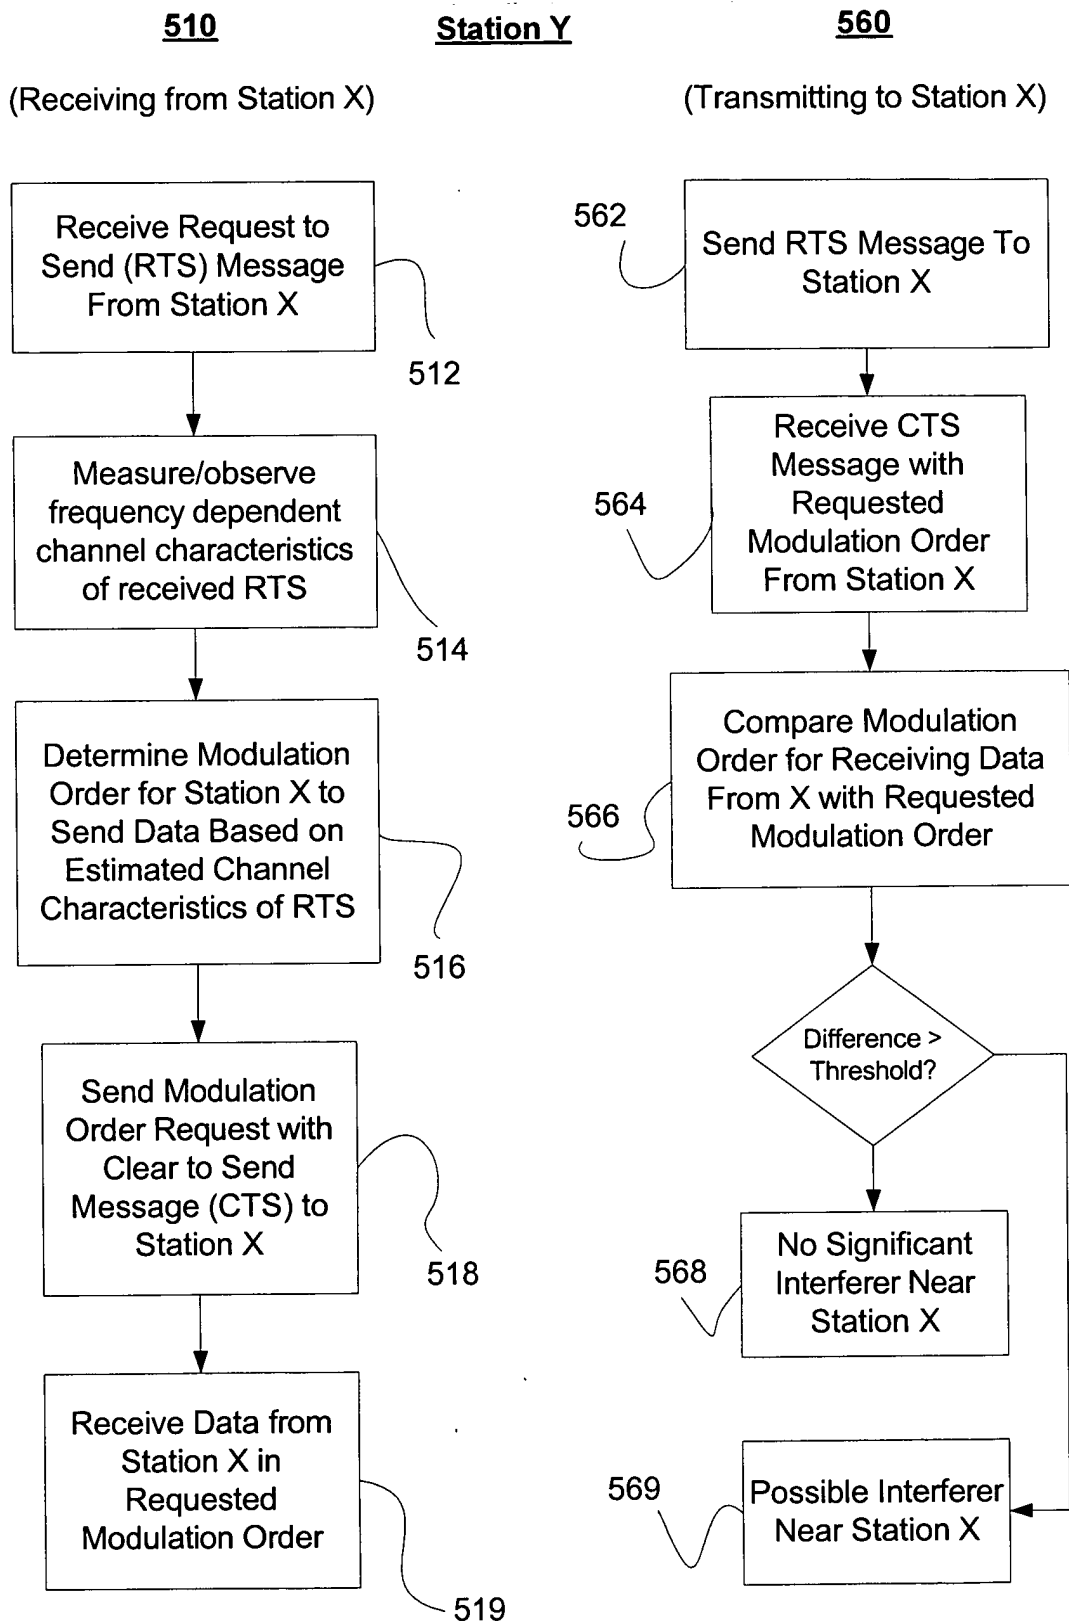 510
Station Y
560
(Receiving from Station X)
(Transmitting to Station X)
Receive Request to
Send (RTS) Message
From Station X
512
Measure/observe
frequency dependent
channel characteristics
of received RTS
514
Determine Modulation
Order for Station X to
Send Data Based on
Estimated Channel
Characteristics of RTS
516
Send Modulation
Order Request with
Clear to Send
Message (CTS) to
Station X
518
Receive Data from
Station X in
Requested
Modulation Order
519
562
Send RTS Message To
Station X
Receive CTS
Message with
Requested
Modulation Order
From Station X
564
Compare Modulation
Order for Receiving Data
From X with Requested
Modulation Order
566
Difference >
Threshold?
No Significant
Interferer Near
Station X
568
Possible Interferer
Near Station X
569